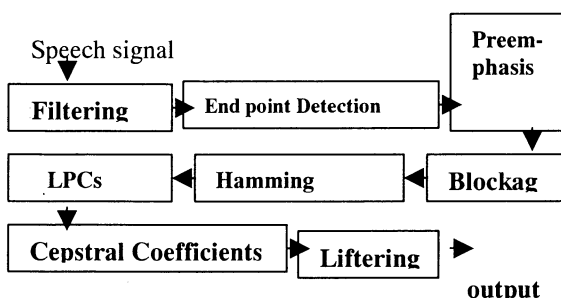 Speech signal
Preem-
phasis
Filtering
End point Detection
LPCs
Hamming
Blockag
Cepstral Coefficients
Liftering
output